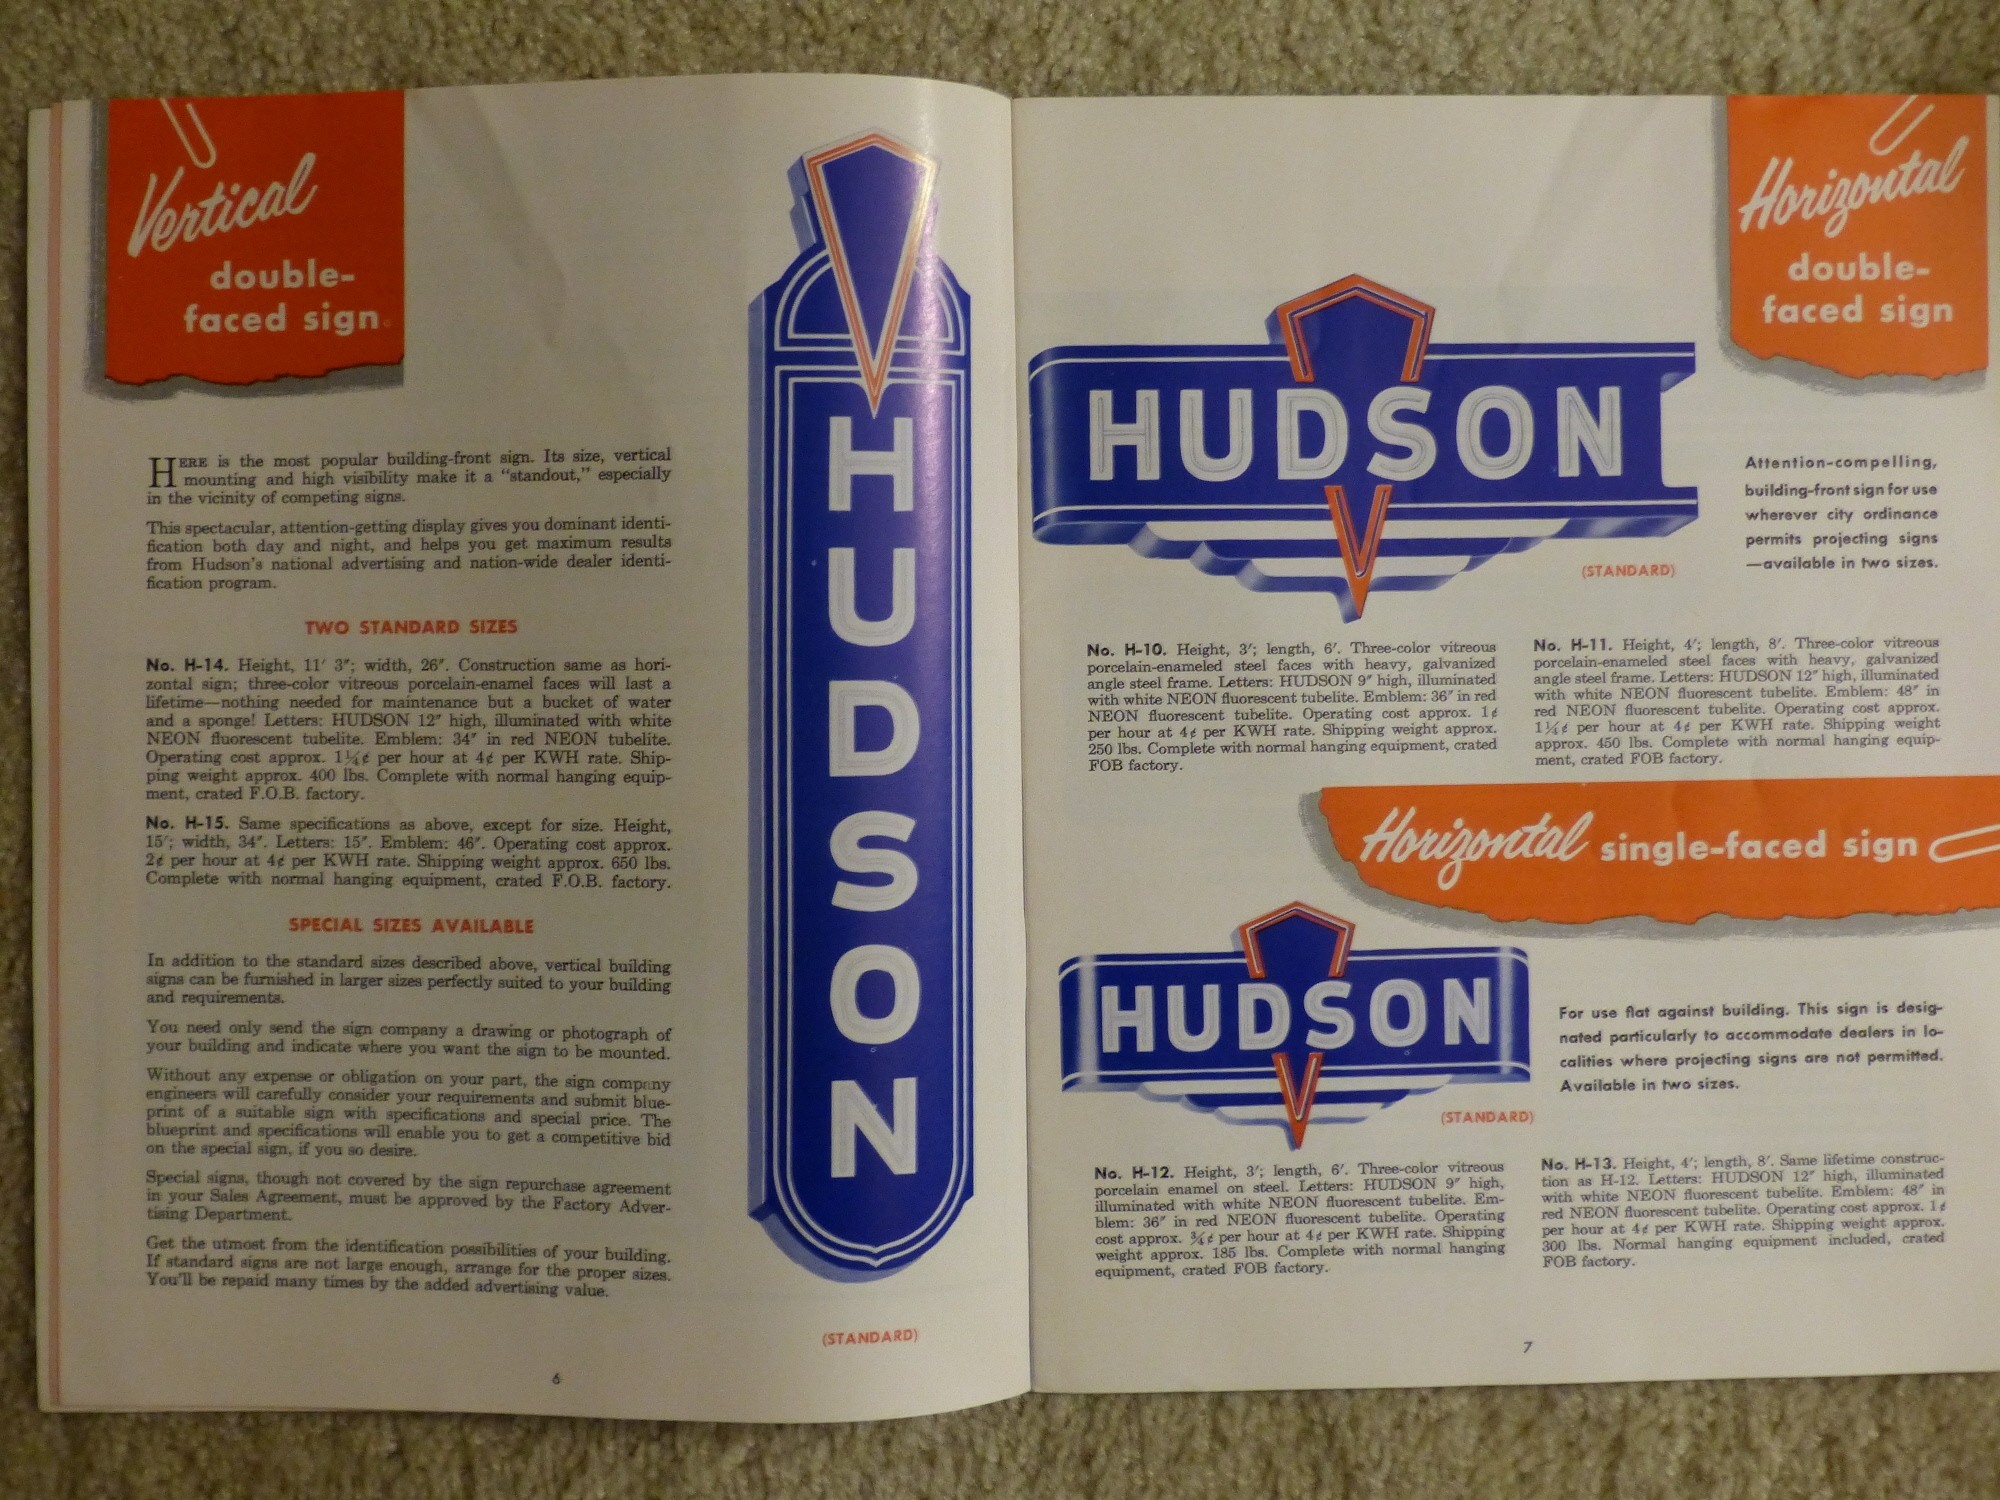 Vertical
double-
faced sign
HERE is the most popular building-front sign. Its size, vertical
mounting and high visibility make it a “standout,” especially
in the vicinity of competing signs.
This spectacular, attention-getting display gives you dominant identi-
fication both day and night, and helps you get maximum results
from Hudson's national advertising and nation-wide dealer identi-
fication program.
TWO STANDARD SIZES
No. H-14. Height, 11′ 3″; width, 26″. Construction same as hori-
zontal sign; three-color vitreous porcelain-enamel faces will last a
lifetime—nothing needed for maintenance but a bucket of water
and a sponge! Letters: HUDSON 12″ high, illuminated with white
NEON fluorescent tubelite. Emblem: 34″ in red NEON tubelite.
Operating cost approx. 1¼¢ per hour at 4¢ per KWH rate. Ship-
ping weight approx. 400 lbs. Complete with normal hanging equip-
ment, crated F.O.B. factory.
No. H-15. Same specifications as above, except for size. Height,
15′; width, 34″. Letters: 15″. Emblem: 46″. Operating cost approx.
2¢ per hour at 4¢ per KWH rate. Shipping weight approx. 650 lbs.
Complete with normal hanging equipment, crated F.O.B. factory.
SPECIAL SIZES AVAILABLE
In addition to the standard sizes described above, vertical building
signs can be furnished in larger sizes perfectly suited to your building
and requirements.
You need only send the sign company a drawing or photograph of
your building and indicate where you want the sign to be mounted.
Without any expense or obligation on your part, the sign company
engineers will carefully consider your requirements and submit blue-
print of a suitable sign with specifications and special price. The
blueprint and specifications will enable you to get a competitive bid
on the special sign, if you so desire.
Special signs, though not covered by the sign repurchase agreement
in your Sales Agreement, must be approved by the Factory Adver-
tising Department.
Get the utmost from the identification possibilities of your building.
If standard signs are not large enough, arrange for the proper sizes.
You'll be repaid many times by the added advertising value.
HUDSON
(STANDARD)
6
Horizontal
double-
faced sign
HUDSON
(STANDARD)
Attention-compelling,
building-front sign for use
wherever city ordinance
permits projecting signs
—available in two sizes.
No. H-10. Height, 3′; length, 6′. Three-color vitreous
porcelain-enameled steel faces with heavy, galvanized
angle steel frame. Letters: HUDSON 9″ high, illuminated
with white NEON fluorescent tubelite. Emblem: 36″ in red
NEON fluorescent tubelite. Operating cost approx. 1¢
per hour at 4¢ per KWH rate. Shipping weight approx.
250 lbs. Complete with normal hanging equipment, crated
FOB factory.
No. H-11. Height, 4′; length, 8′. Three-color vitreous
porcelain-enameled steel faces with heavy, galvanized
angle steel frame. Letters: HUDSON 12″ high, illuminated
with white NEON fluorescent tubelite. Emblem: 48″ in
red NEON fluorescent tubelite. Operating cost approx.
1¼¢ per hour at 4¢ per KWH rate. Shipping weight
approx. 450 lbs. Complete with normal hanging equip-
ment, crated FOB factory.
Horizontal single-faced sign
HUDSON
(STANDARD)
For use flat against building. This sign is desig-
nated particularly to accommodate dealers in lo-
calities where projecting signs are not permitted.
Available in two sizes.
No. H-12. Height, 3′; length, 6′. Three-color vitreous
porcelain enamel on steel. Letters: HUDSON 9″ high,
illuminated with white NEON fluorescent tubelite. Em-
blem: 36″ in red NEON fluorescent tubelite. Operating
cost approx. ¾¢ per hour at 4¢ per KWH rate. Shipping
weight approx. 185 lbs. Complete with normal hanging
equipment, crated FOB factory.
No. H-13. Height, 4′; length, 8′. Same lifetime construc-
tion as H-12. Letters: HUDSON 12″ high, illuminated
with white NEON fluorescent tubelite. Emblem: 48″ in
red NEON fluorescent tubelite. Operating cost approx. 1¢
per hour at 4¢ per KWH rate. Shipping weight approx.
300 lbs. Normal hanging equipment included, crated
FOB factory.
7